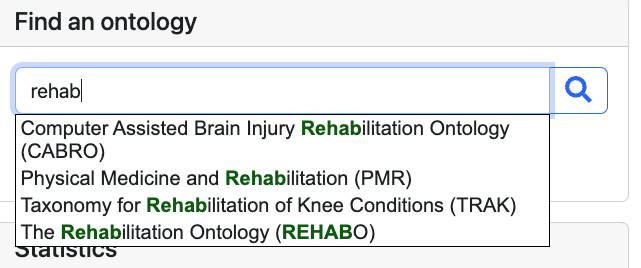 Find an ontology
rehab
Computer Assisted Brain Injury Rehabilitation Ontology
(CABRO)
Physical Medicine and Rehabilitation (PMR)
Taxonomy for Rehabilitation of Knee Conditions (TRAK)
The Rehabilitation Ontology (REHABO)
Statistics